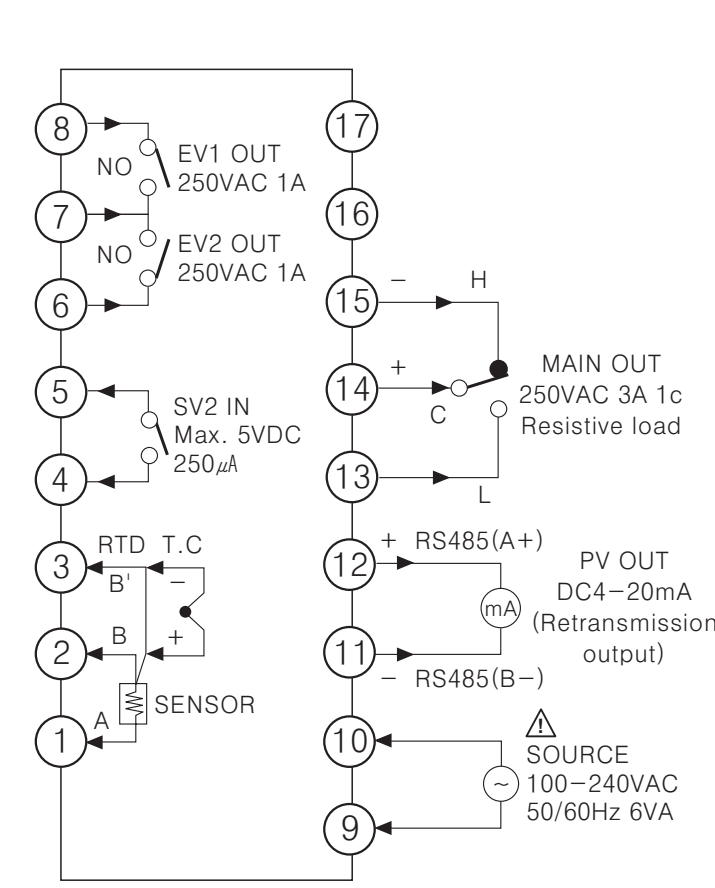 8
NO
EV1 OUT
250VAC 1A
7
NO
EV2 OUT
250VAC 1A
6
5
SV2 IN
Max. 5VDC
250㎂
4
3
RTD T.C
B'
−
2
B
+
SENSOR
1
A
17
16
15
−
H
14
+
C
MAIN OUT
250VAC 3A 1c
Resistive load
13
L
12
+ RS485(A+)
mA
PV OUT
DC4−20mA
(Retransmission
output)
11
− RS485(B−)
10
!
SOURCE
~
100−240VAC
50/60Hz 6VA
9